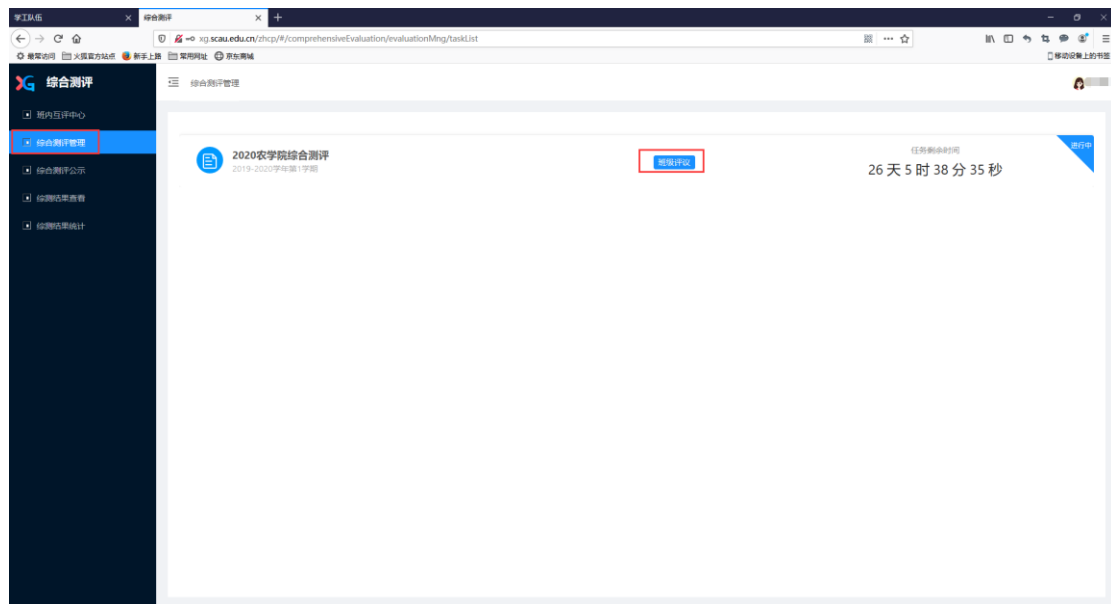 学工队伍
综合测评
xg.scau.edu.cn/zhcp/#/comprehensiveEvaluation/evaluationMng/taskList
最常访问 火狐官方站点 新手上路 常用网址 京东商城
移动设备上的书签
XG 综合测评
综合测评管理
班内互评中心
综合测评管理
综合测评公示
综测结果查看
综测结果统计
2020农学院综合测评
2019-2020学年第1学期
班级评议
任务剩余时间
26 天 5 时 38 分 35 秒
进行中